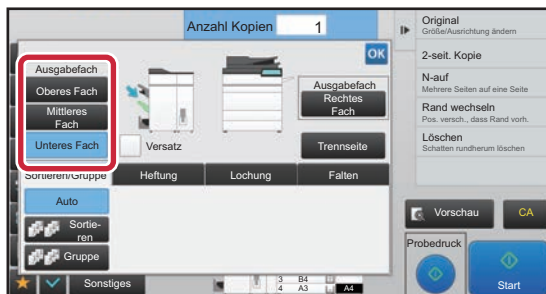 Anzahl Kopien 1
OK
Ausgabefach
Oberes Fach
Mittleres
Fach
Unteres Fach
Versatz
Ausgabefach
Rechtes
Fach
Trennseite
Sortieren/Gruppe
Heftung
Lochung
Falten
Auto
Sortie-
ren
Gruppe
Sonstiges
3 B4
4 A3
A4
Original
Größe/Ausrichtung ändern
2-seit. Kopie
N-auf
Mehrere Seiten auf eine Seite
Rand wechseln
Pos. versch., dass Rand vorh.
Löschen
Schatten rundherum löschen
Vorschau
CA
Probedruck
Start